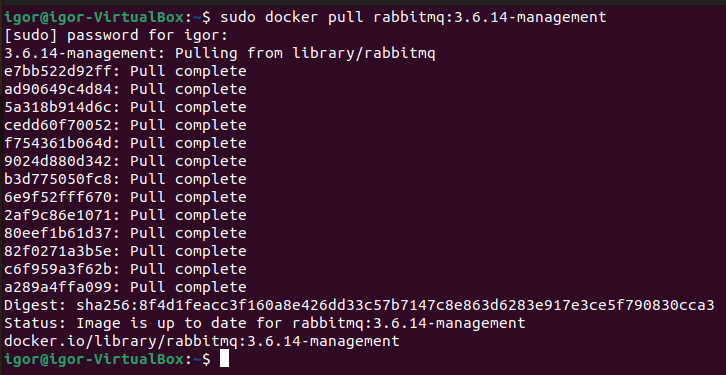 igor@igor-VirtualBox:~$ sudo docker pull rabbitmq:3.6.14-management
[sudo] password for igor:
3.6.14-management: Pulling from library/rabbitmq
e7bb522d92ff: Pull complete
ad90649c4d84: Pull complete
5a318b914d6c: Pull complete
cedd60f70052: Pull complete
f754361b064d: Pull complete
9024d880d342: Pull complete
b3d775050fc8: Pull complete
6e9f52fff670: Pull complete
2af9c86e1071: Pull complete
80eef1b61d37: Pull complete
82f0271a3b5e: Pull complete
c6f959a3f62b: Pull complete
a289a4ffa099: Pull complete
Digest: sha256:8f4d1feacc3f160a8e426dd33c57b7147c8e863d6283e917e3ce5f790830cca3
Status: Image is up to date for rabbitmq:3.6.14-management
docker.io/library/rabbitmq:3.6.14-management
igor@igor-VirtualBox:~$